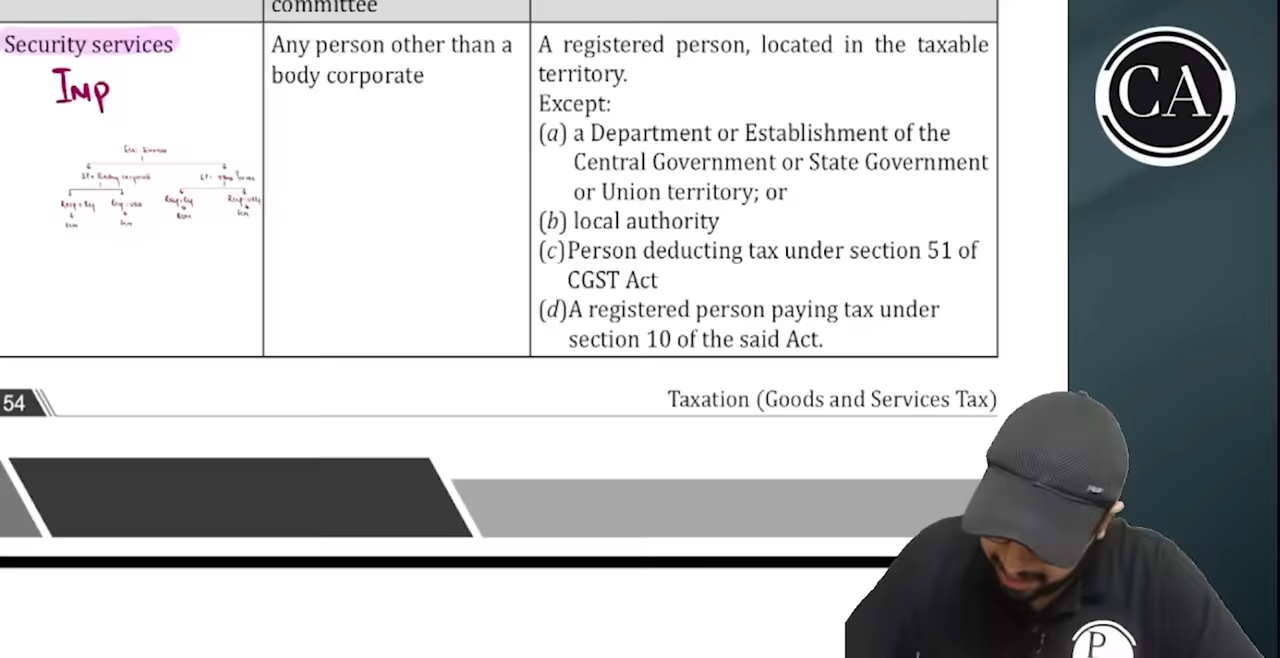 committee
Security services
Imp
Any person other than a
body corporate
A registered person, located in the taxable
territory.
Except:
(a) a Department or Establishment of the
Central Government or State Government
or Union territory; or
(b) local authority
(c)Person deducting tax under section 51 of
CGST Act
(d)A registered person paying tax under
section 10 of the said Act.
54
Taxation (Goods and Services Tax)
CA
P